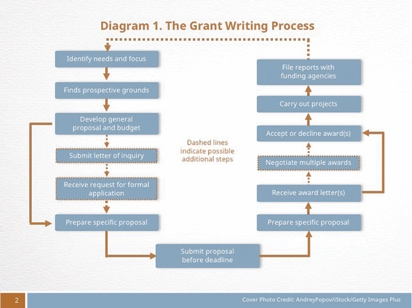 Diagram 1. The Grant Writing Process
Identify needs and focus
Finds prospective grounds
Develop general
proposal and budget
Submit letter of inquiry
Receive request for formal
application
Prepare specific proposal
Dashed lines
indicate possible
additional steps
File reports with
funding agencies
Carry out projects
Accept or decline award(s)
Negotiate multiple awards
Receive award letter(s)
Prepare specific proposal
Submit proposal
before deadline
2
Cover Photo Credit: AndreyPopov/iStock/Getty Images Plus